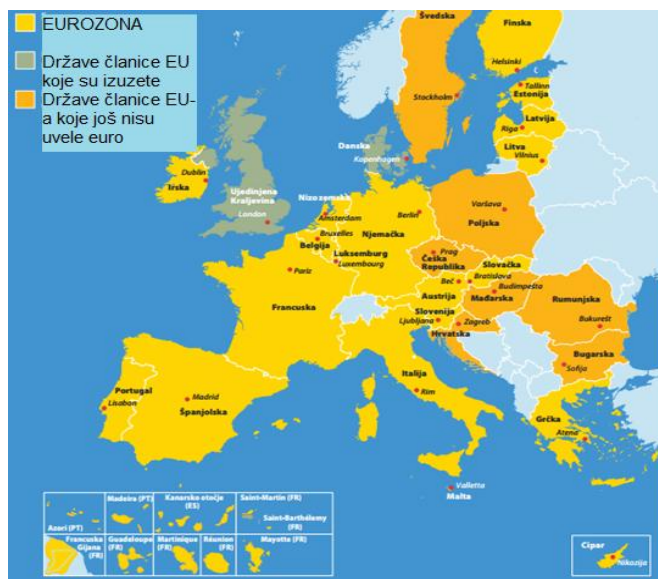 EUROZONA
Države članice EU
koje su izuzete
Države članice EU-
a koje još nisu
uvele euro
Švedska
Finska
Helsinki
Stockholm
Tallinn
Estonija
Latvija
Riga
Litva
Vilnius
Danska
Kopenhagen
Dublin
Irska
Ujedinjena
Kraljevina
London
Nizozemska
Amsterdam
Berlin
Varšava
Poljska
Bruxelles
Belgija
Njemačka
Luksemburg
Luxembourg
Prag
Češka
Republika
Slovačka
Bratislava
Pariz
Beč
Budimpešta
Austrija
Mađarska
Rumunjska
Francuska
Slovenija
Ljubljana
Zagreb
Hrvatska
Bukurešt
Bugarska
Sofija
Italija
Rim
Portugal
Lisabon
Madrid
Španjolska
Grčka
Atena
Valletta
Malta
Azori (PT)
Madeira (PT)
Kanarsko otočje
(ES)
Saint-Martin (FR)
Saint-Barthélemy
(FR)
Francuska
Gijana
(FR)
Guadeloupe
(FR)
Martinique
(FR)
Réunion
(FR)
Mayotte (FR)
Cipar
Nikozija